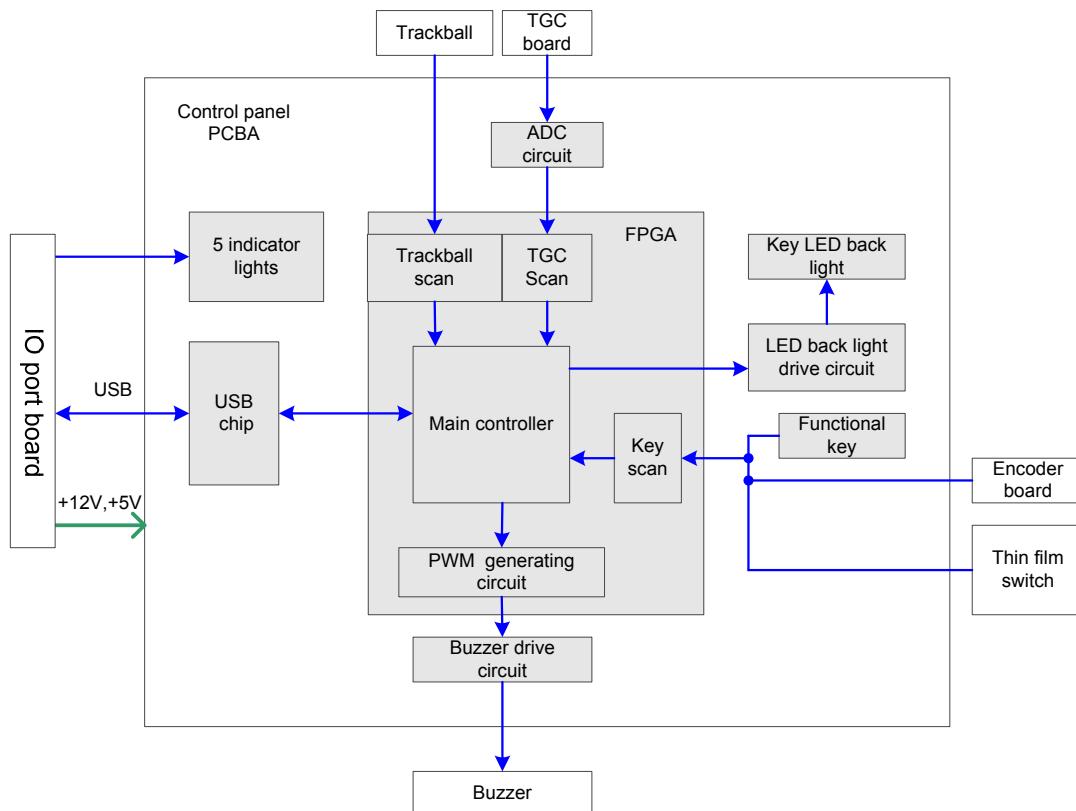 Trackball
TGC
board
Control panel
PCBA
ADC
circuit
5 indicator
lights
FPGA
Trackball
scan
TGC
Scan
Key LED back
light
IO port board
LED back light
drive circuit
USB
USB
chip
Main controller
Key
scan
Functional
key
Encoder
board
+12V,+5V
Thin film
switch
PWM generating
circuit
Buzzer drive
circuit
Buzzer